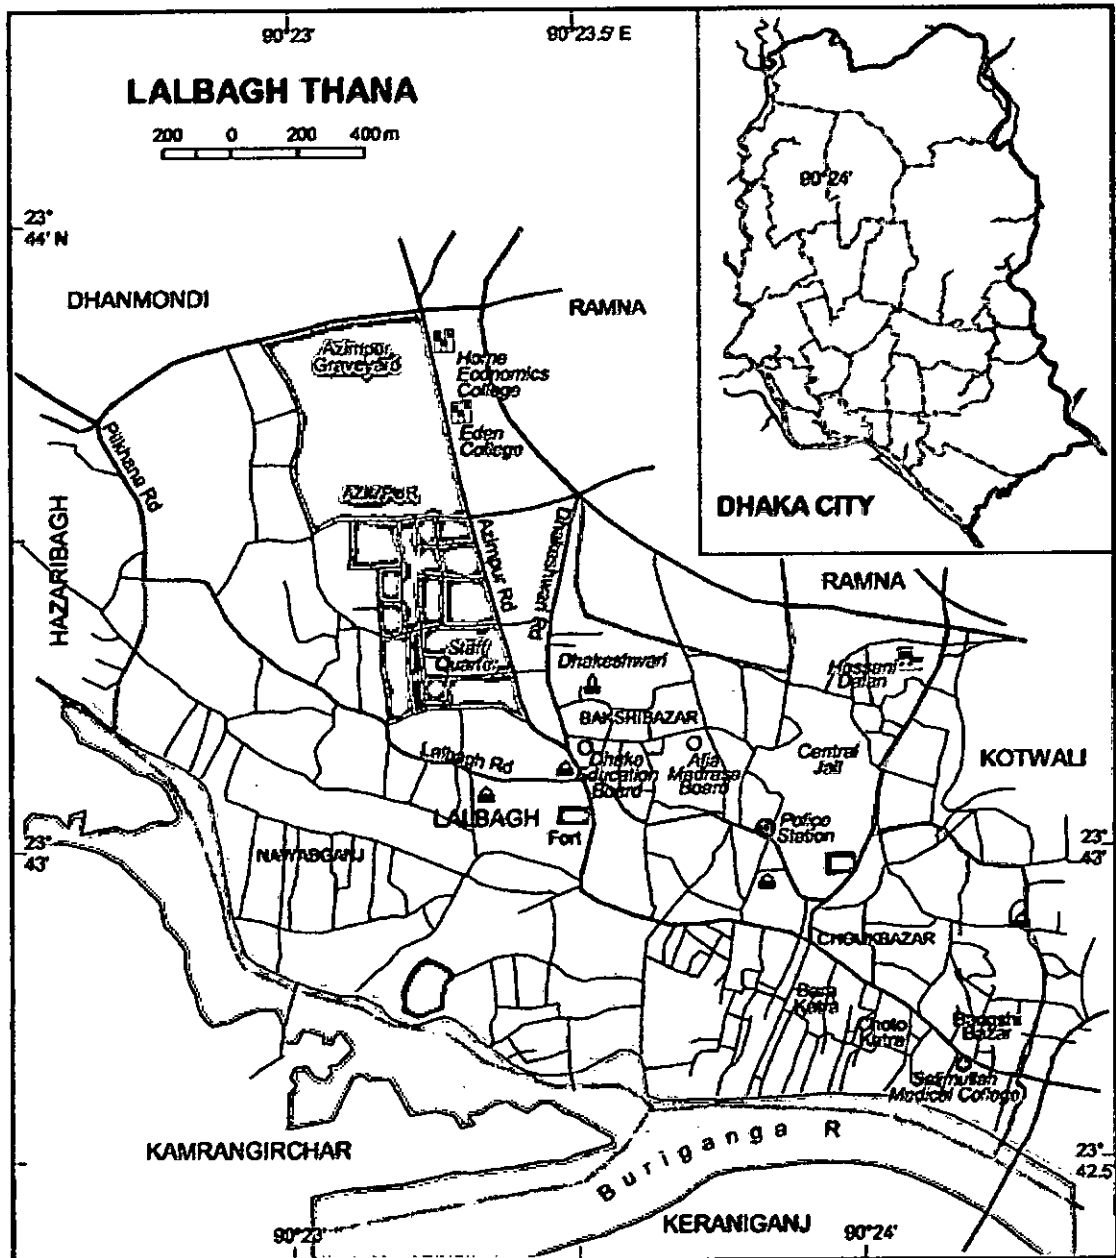 90°23'
90°23.5' E
LALBAGH THANA
200 0 200 400 m
90°24'
23°
44' N
DHANMONDI
RAMNA
Azimpur
Graveyard
Home
Economics
College
Eden
College
DHAKA CITY
Pilkhana Rd
HAZARIBAGH
Azimpur Rd
Dhakeshwari Rd
RAMNA
Staff
Quarter
Dhakeshwari
Hossani
Dalan
BAKSHIBAZAR
Lalbagh Rd
Dhaka
Education
Board
Alia
Madrasa
Board
Central
Jail
KOTWALI
LALBAGH
Fort
Police
Station
23°
43'
23°
43'
NAWABGANJ
CHOUKBAZAR
Bara
Katra
Choto
Katra
Bazar
Salimullah
Medical College
KAMRANGIRCHAR
Buriganga R
23°
42.5'
KERANIGANJ
90°23'
90°24'